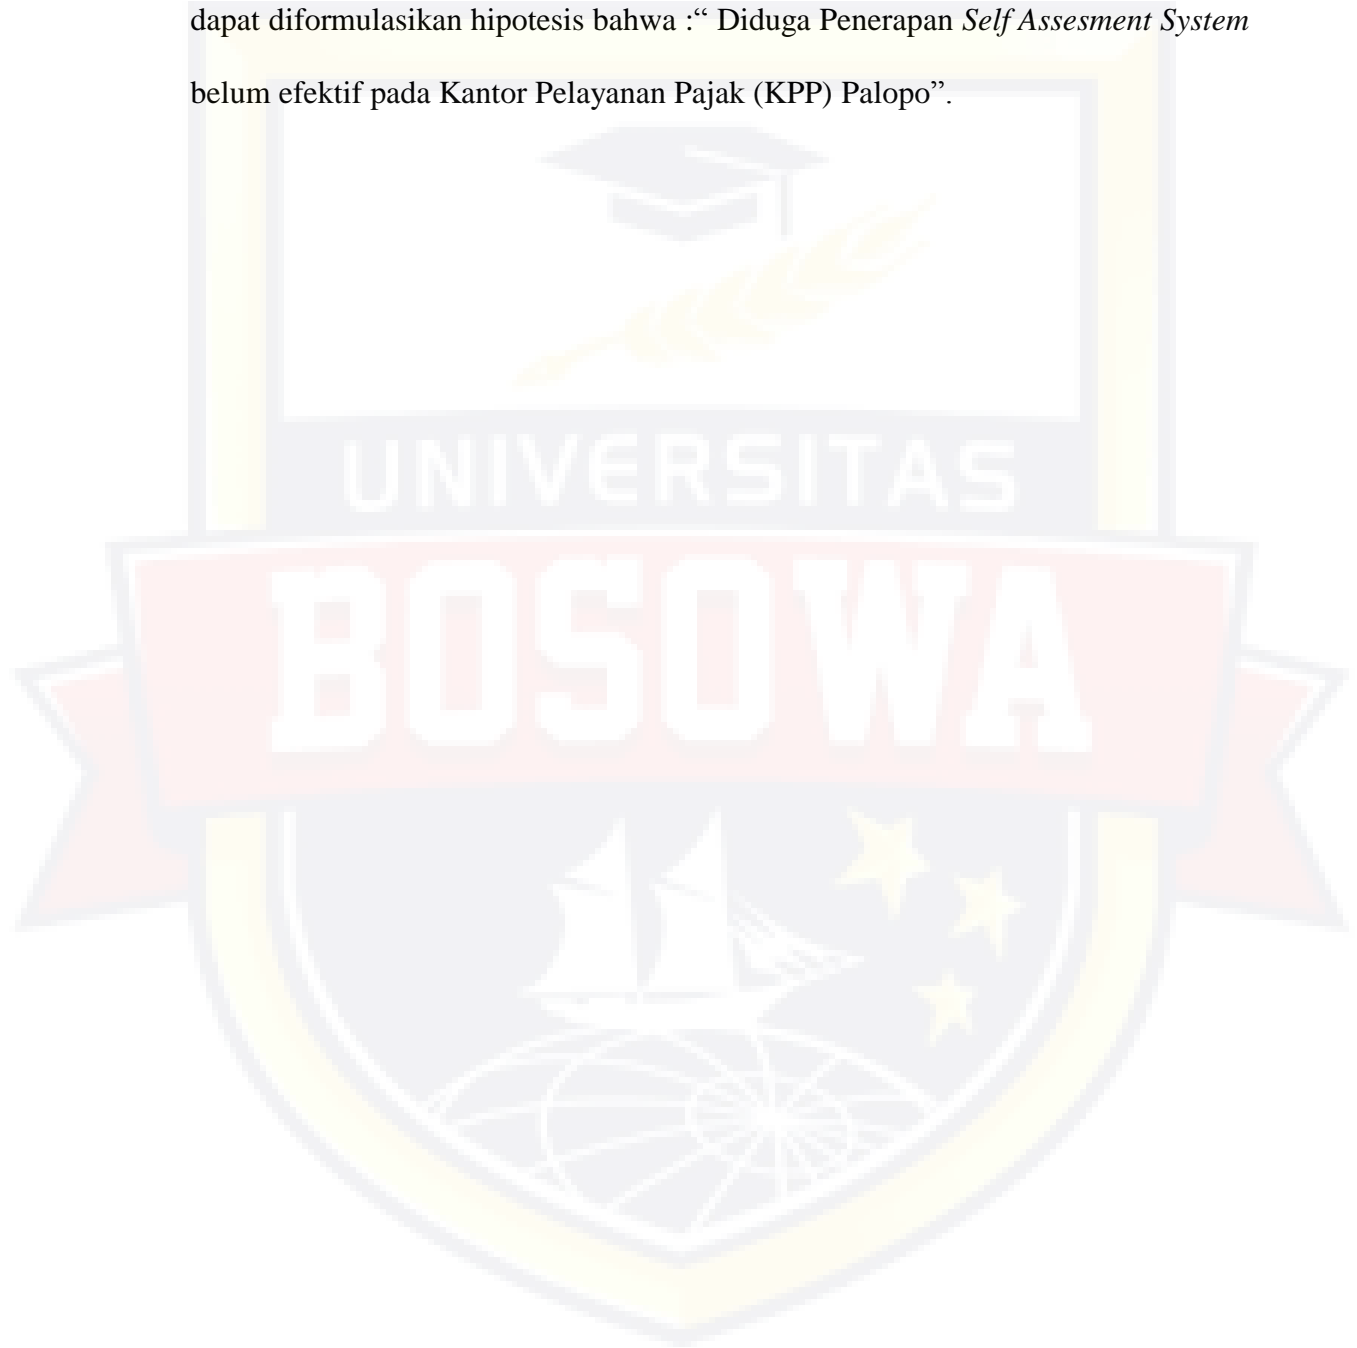 dapat diformulasikan hipotesis bahwa :“ Diduga Penerapan Self Assesment System
belum efektif pada Kantor Pelayanan Pajak (KPP) Palopo”.
UNIVERSITAS
BOSOWA